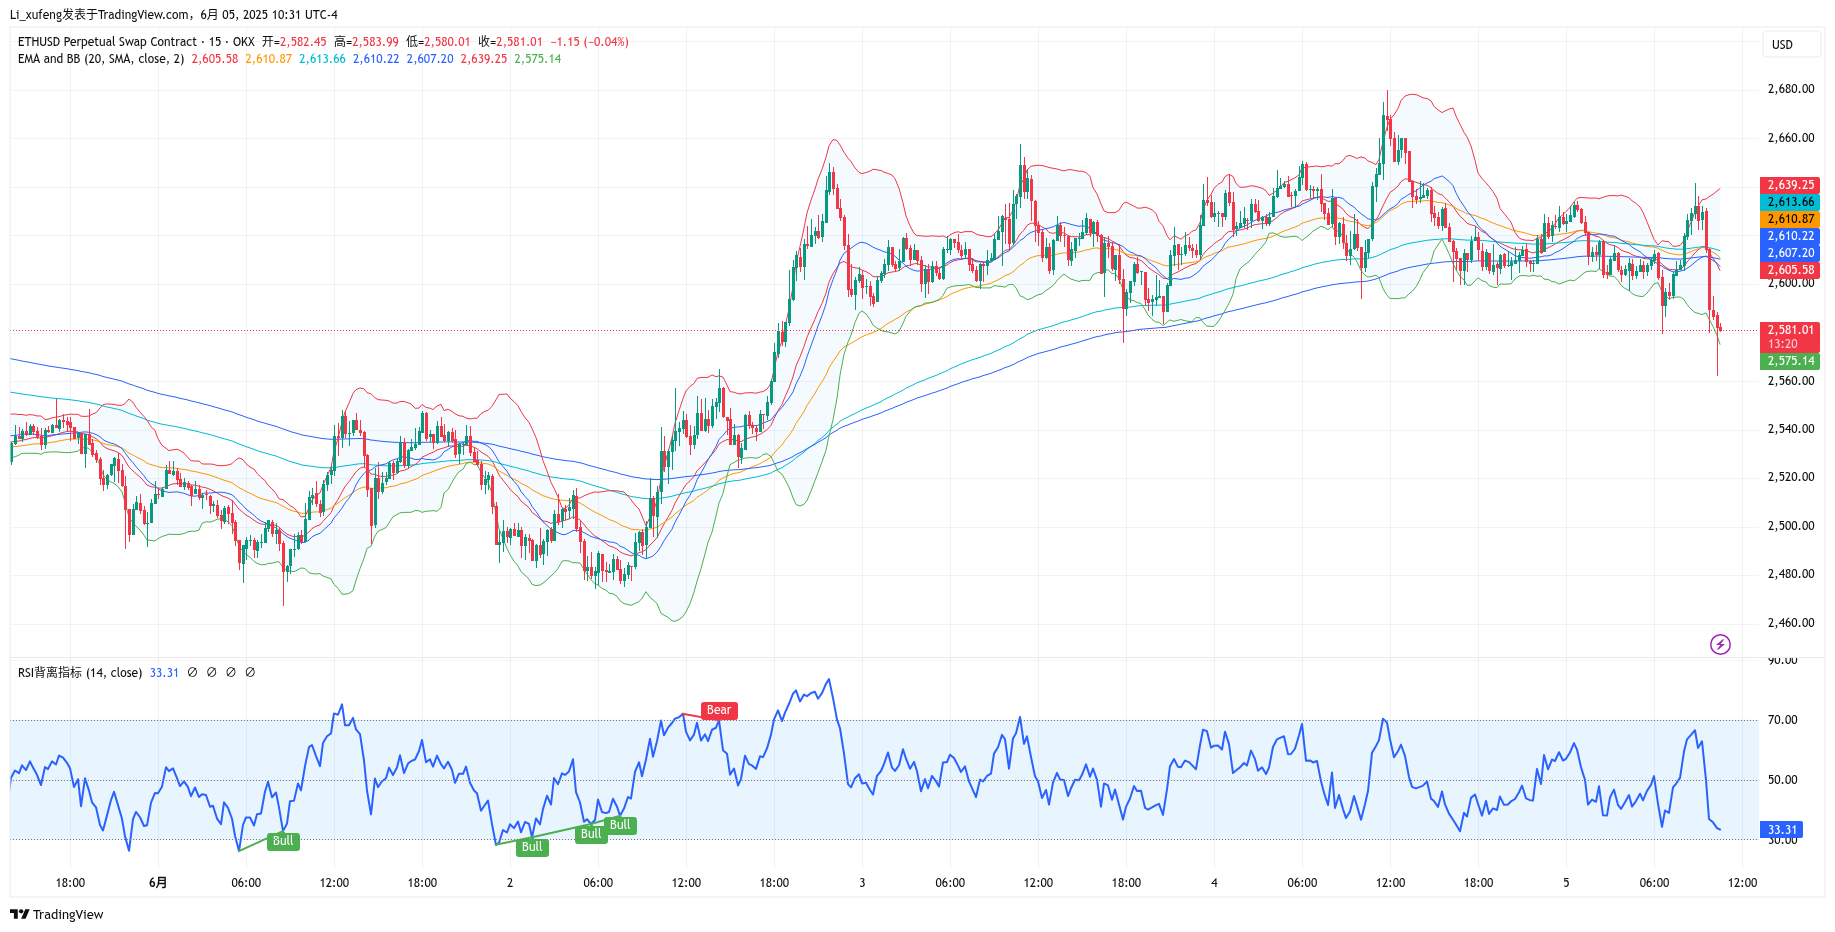 Li_xufeng发表于TradingView.com，6月 05, 2025 10:31 UTC-4
ETHUSD Perpetual Swap Contract · 15 · OKX 开=2,582.45 高=2,583.99 低=2,580.01 收=2,581.01 −1.15 (−0.04%)
EMA and BB (20, SMA, close, 2) 2,605.58 2,610.87 2,613.66 2,610.22 2,607.20 2,639.25 2,575.14
USD
2,680.00
2,660.00
2,639.25
2,613.66
2,610.87
2,610.22
2,607.20
2,605.58
2,600.00
2,581.01
13:20
2,575.14
2,560.00
2,540.00
2,520.00
2,500.00
2,480.00
2,460.00
RSI背离指标 (14, close) 33.31 ∅ ∅ ∅ ∅
90.00
Bear
70.00
50.00
Bull
Bull
Bull
Bull
33.31
30.00
18:00 6月 06:00 12:00 18:00 2 06:00 12:00 18:00 3 06:00 12:00 18:00 4 06:00 12:00 18:00 5 06:00 12:00
TradingView